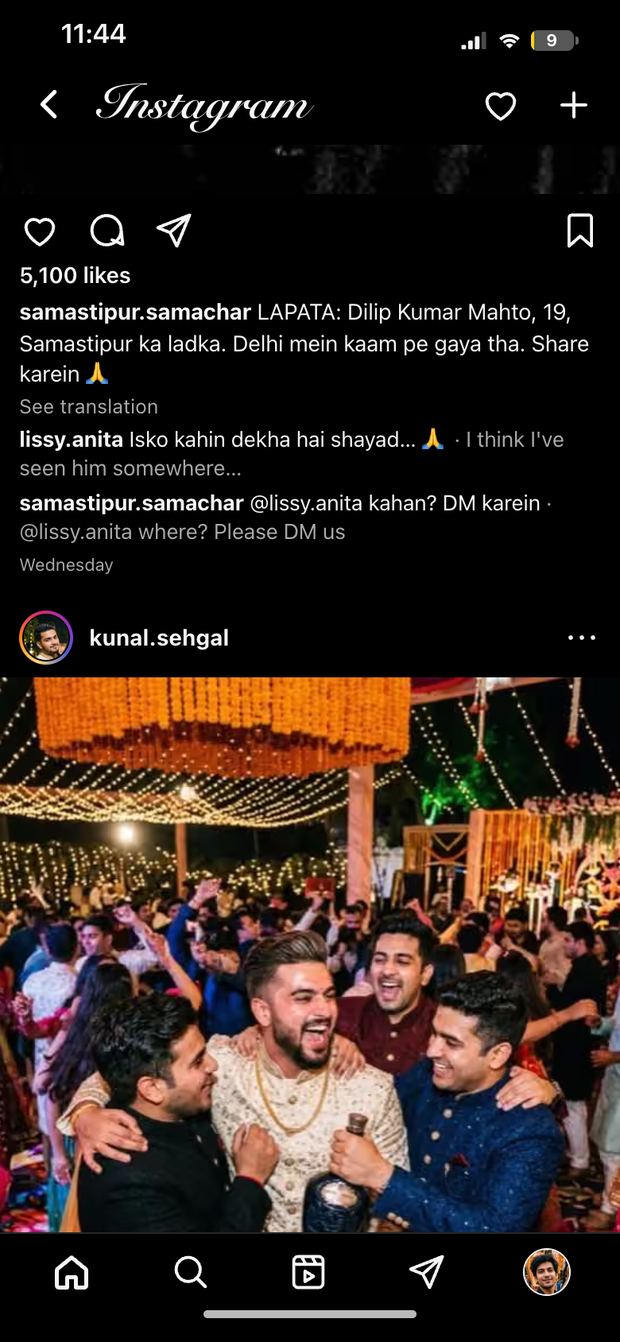 11:44
9
Instagram
5,100 likes
samastipur.samachar LAPATA: Dilip Kumar Mahto, 19,
Samastipur ka ladka. Delhi mein kaam pe gaya tha. Share
karein 🙏
See translation
lissy.anita Isko kahin dekha hai shayad... 🙏 · I think I've
seen him somewhere...
samastipur.samachar @lissy.anita kahan? DM karein ·
@lissy.anita where? Please DM us
Wednesday
kunal.sehgal